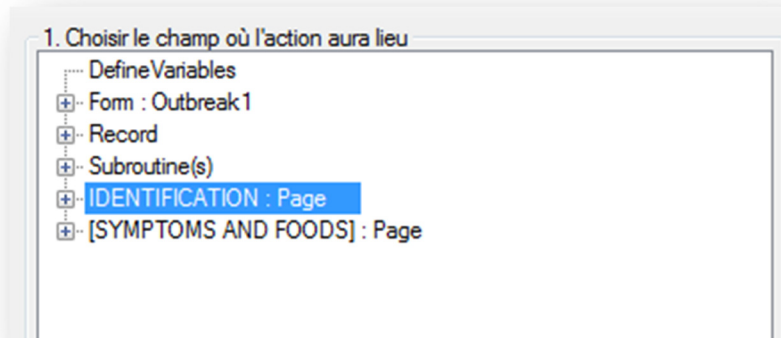 1. Choisir le champ où l'action aura lieu
DefineVariables
Form : Outbreak1
Record
Subroutine(s)
IDENTIFICATION : Page
[SYMPTOMS AND FOODS] : Page